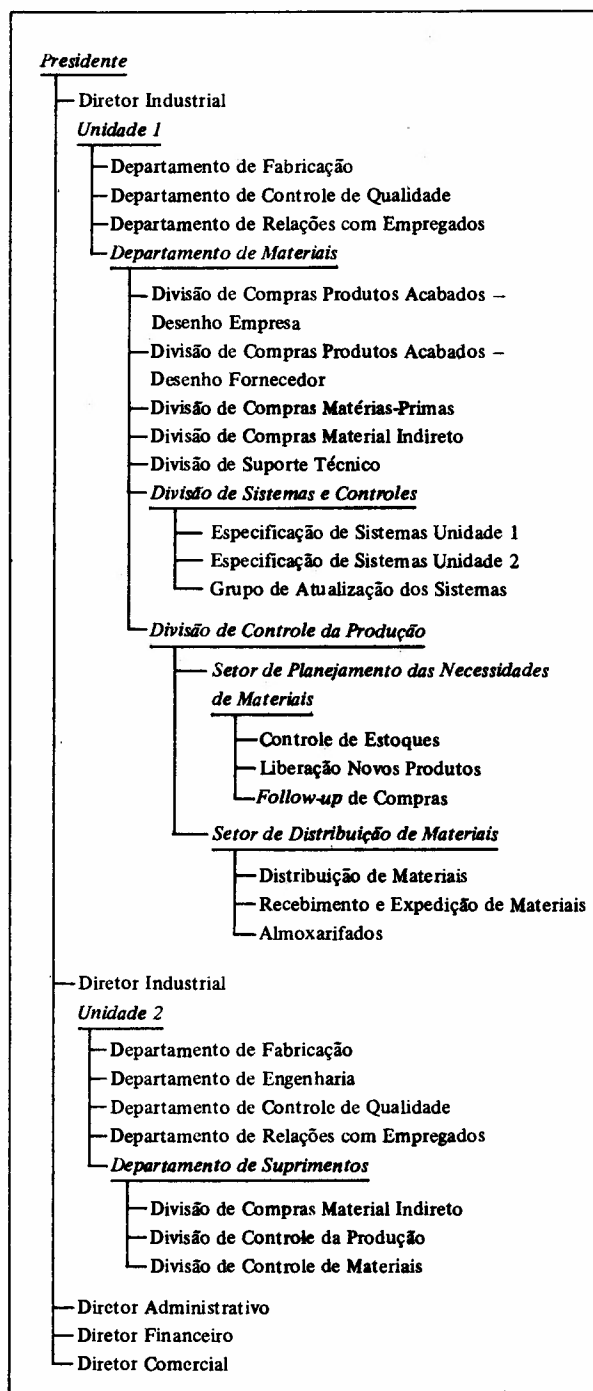 Presidente
Diretor Industrial
Unidade 1
Departamento de Fabricação
Departamento de Controle de Qualidade
Departamento de Relações com Empregados
Departamento de Materiais
Divisão de Compras Produtos Acabados –
Desenho Empresa
Divisão de Compras Produtos Acabados –
Desenho Fornecedor
Divisão de Compras Matérias-Primas
Divisão de Compras Material Indireto
Divisão de Suporte Técnico
Divisão de Sistemas e Controles
Especificação de Sistemas Unidade 1
Especificação de Sistemas Unidade 2
Grupo de Atualização dos Sistemas
Divisão de Controle da Produção
Setor de Planejamento das Necessidades
de Materiais
Controle de Estoques
Liberação Novos Produtos
Follow-up de Compras
Setor de Distribuição de Materiais
Distribuição de Materiais
Recebimento e Expedição de Materiais
Almoxarifados
Diretor Industrial
Unidade 2
Departamento de Fabricação
Departamento de Engenharia
Departamento de Controle de Qualidade
Departamento de Relações com Empregados
Departamento de Suprimentos
Divisão de Compras Material Indireto
Divisão de Controle da Produção
Divisão de Controle de Materiais
Diretor Administrativo
Diretor Financeiro
Diretor Comercial